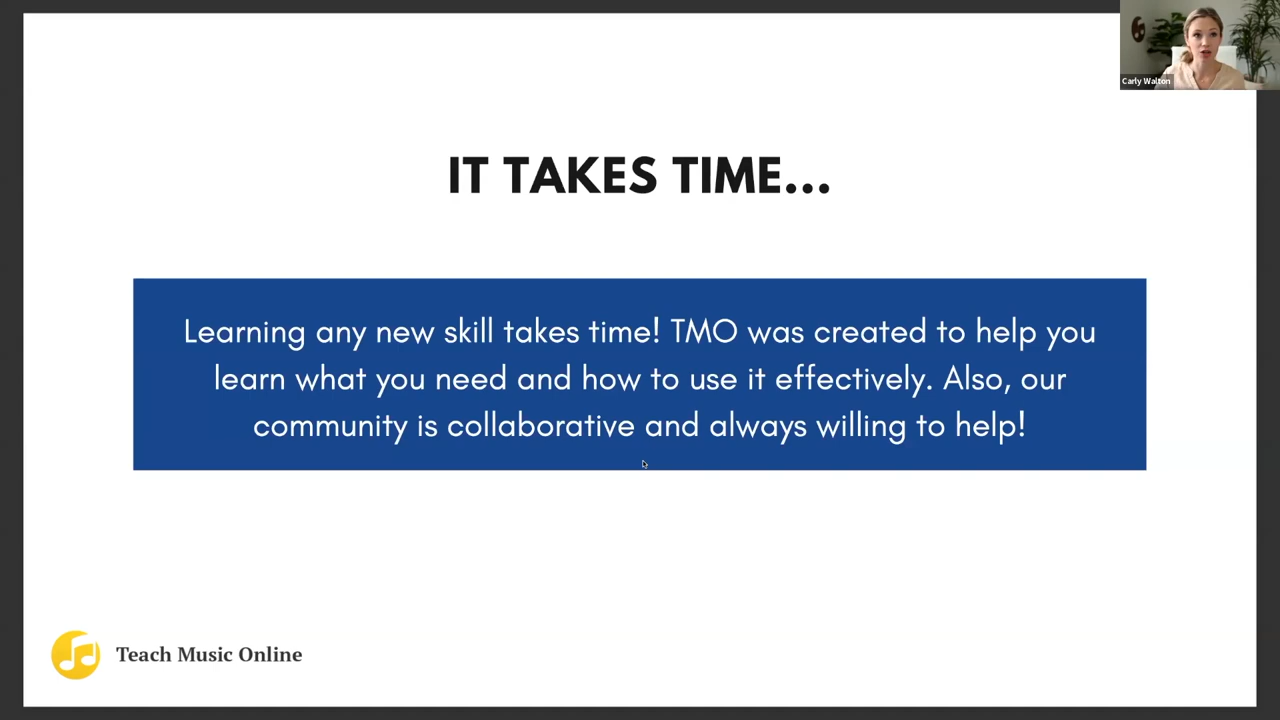 Carly Walton
IT TAKES TIME...
Learning any new skill takes time! TMO was created to help you
learn what you need and how to use it effectively. Also, our
community is collaborative and always willing to help!
Teach Music Online